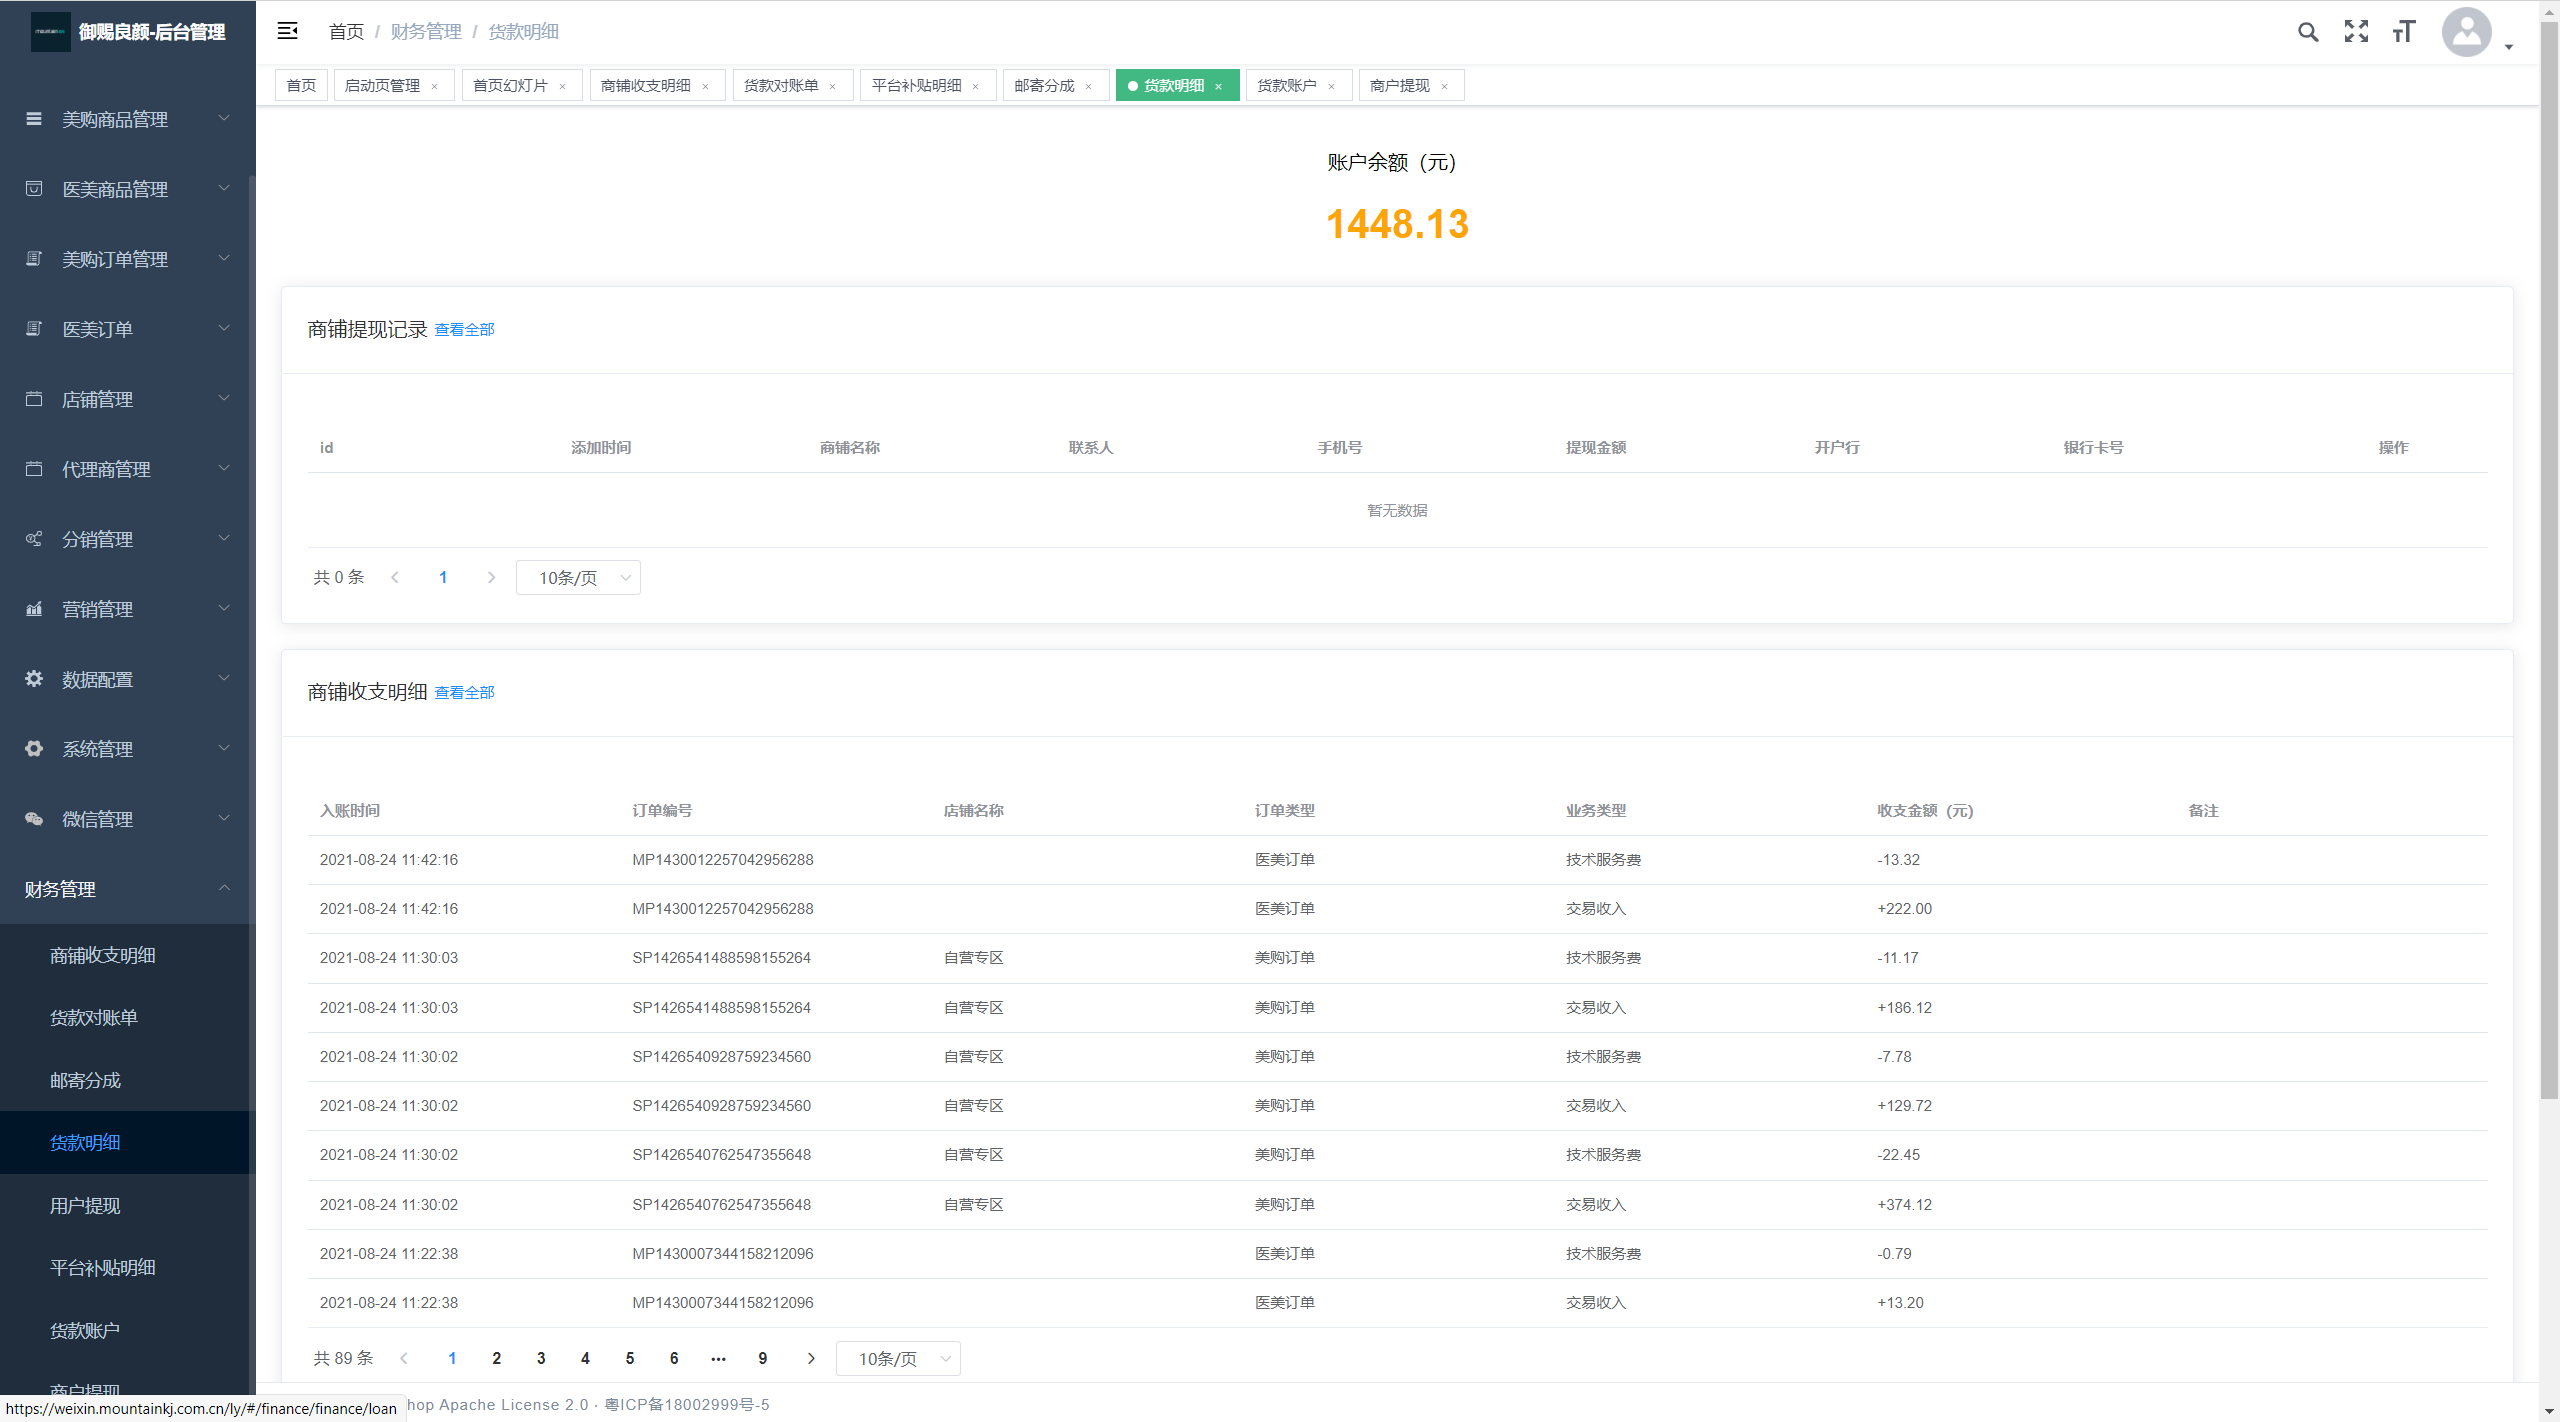 御赐良颜-后台管理
首页 / 财务管理 / 货款明细
首页 启动页管理 × 首页幻灯片 × 商铺收支明细 × 货款对账单 × 平台补贴明细 × 邮寄分成 × 货款明细 × 货款账户 × 商户提现 ×
美购商品管理
医美商品管理
美购订单管理
医美订单
店铺管理
代理商管理
分销管理
营销管理
数据配置
系统管理
微信管理
财务管理
商铺收支明细
货款对账单
邮寄分成
货款明细
用户提现
平台补贴明细
货款账户
商户提现
账户余额（元）
1448.13
商铺提现记录 查看全部
id 添加时间 商铺名称 联系人 手机号 提现金额 开户行 银行卡号 操作
暂无数据
共 0 条 1 10条/页
商铺收支明细 查看全部
入账时间 订单编号 店铺名称 订单类型 业务类型 收支金额（元） 备注
2021-08-24 11:42:16 MP1430012257042956288 医美订单 技术服务费 -13.32
2021-08-24 11:42:16 MP1430012257042956288 医美订单 交易收入 +222.00
2021-08-24 11:30:03 SP1426541488598155264 自营专区 美购订单 技术服务费 -11.17
2021-08-24 11:30:03 SP1426541488598155264 自营专区 美购订单 交易收入 +186.12
2021-08-24 11:30:02 SP1426540928759234560 自营专区 美购订单 技术服务费 -7.78
2021-08-24 11:30:02 SP1426540928759234560 自营专区 美购订单 交易收入 +129.72
2021-08-24 11:30:02 SP1426540762547355648 自营专区 美购订单 技术服务费 -22.45
2021-08-24 11:30:02 SP1426540762547355648 自营专区 美购订单 交易收入 +374.12
2021-08-24 11:22:38 MP1430007344158212096 医美订单 技术服务费 -0.79
2021-08-24 11:22:38 MP1430007344158212096 医美订单 交易收入 +13.20
共 89 条 1 2 3 4 5 6 ••• 9 10条/页
https://weixin.mountainkj.com.cn/ly/#/finance/finance/loan
hop Apache License 2.0 · 粤ICP备18002999号-5